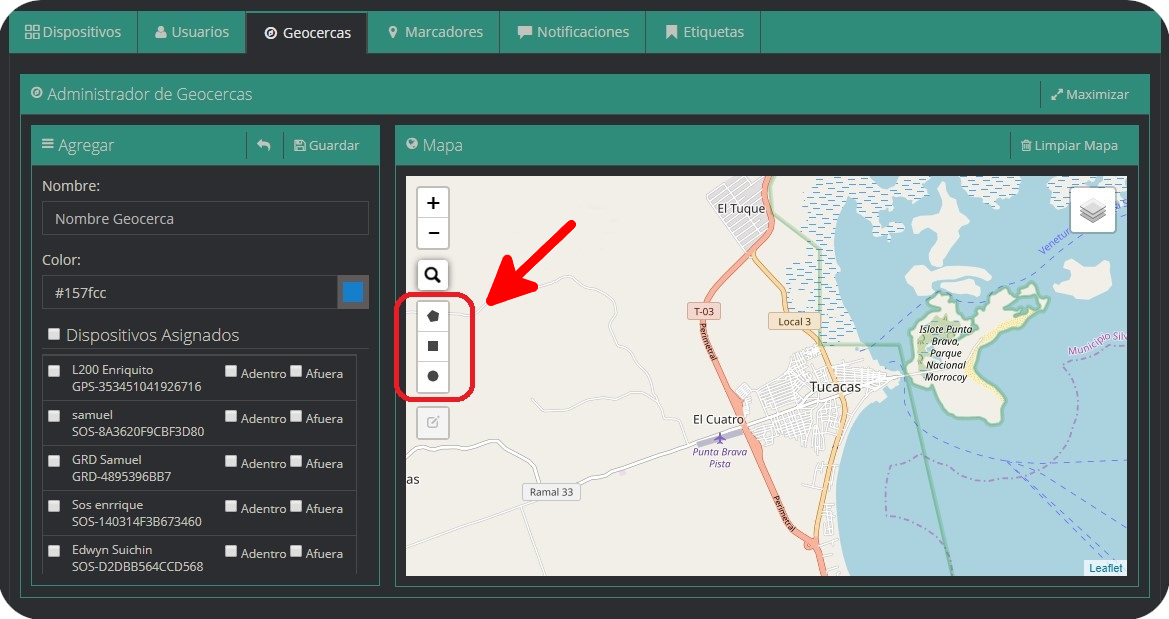 Dispositivos
Usuarios
Geocercas
Marcadores
Notificaciones
Etiquetas
Administrador de Geocercas
Maximizar
Agregar
Guardar
Nombre:
Nombre Geocerca
Color:
#157fcc
Dispositivos Asignados
L200 Enriquito
GPS-353451041926716
Adentro
Afuera
samuel
SOS-8A3620F9CBF3D80
Adentro
Afuera
GRD Samuel
GRD-4895396BB7
Adentro
Afuera
Sos enrrique
SOS-140314F3B673460
Adentro
Afuera
Edwyn Suichin
SOS-D2DBB564CCD568
Adentro
Afuera
Mapa
Limpiar Mapa
+
−
El Tuque
T-03
Perimetral
Local 3
Islote Punta
Brava,
Parque
Nacional
Morrocoy
Municipio Silv
Tucacas
El Cuatro
Punta Brava
Pista
as
Ramal 33
Perimetral
Leaflet